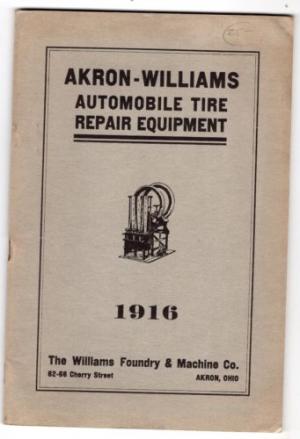 AKRON-WILLIAMS
AUTOMOBILE TIRE
REPAIR EQUIPMENT
1916
The Williams Foundry & Machine Co.
62-66 Cherry Street AKRON, OHIO